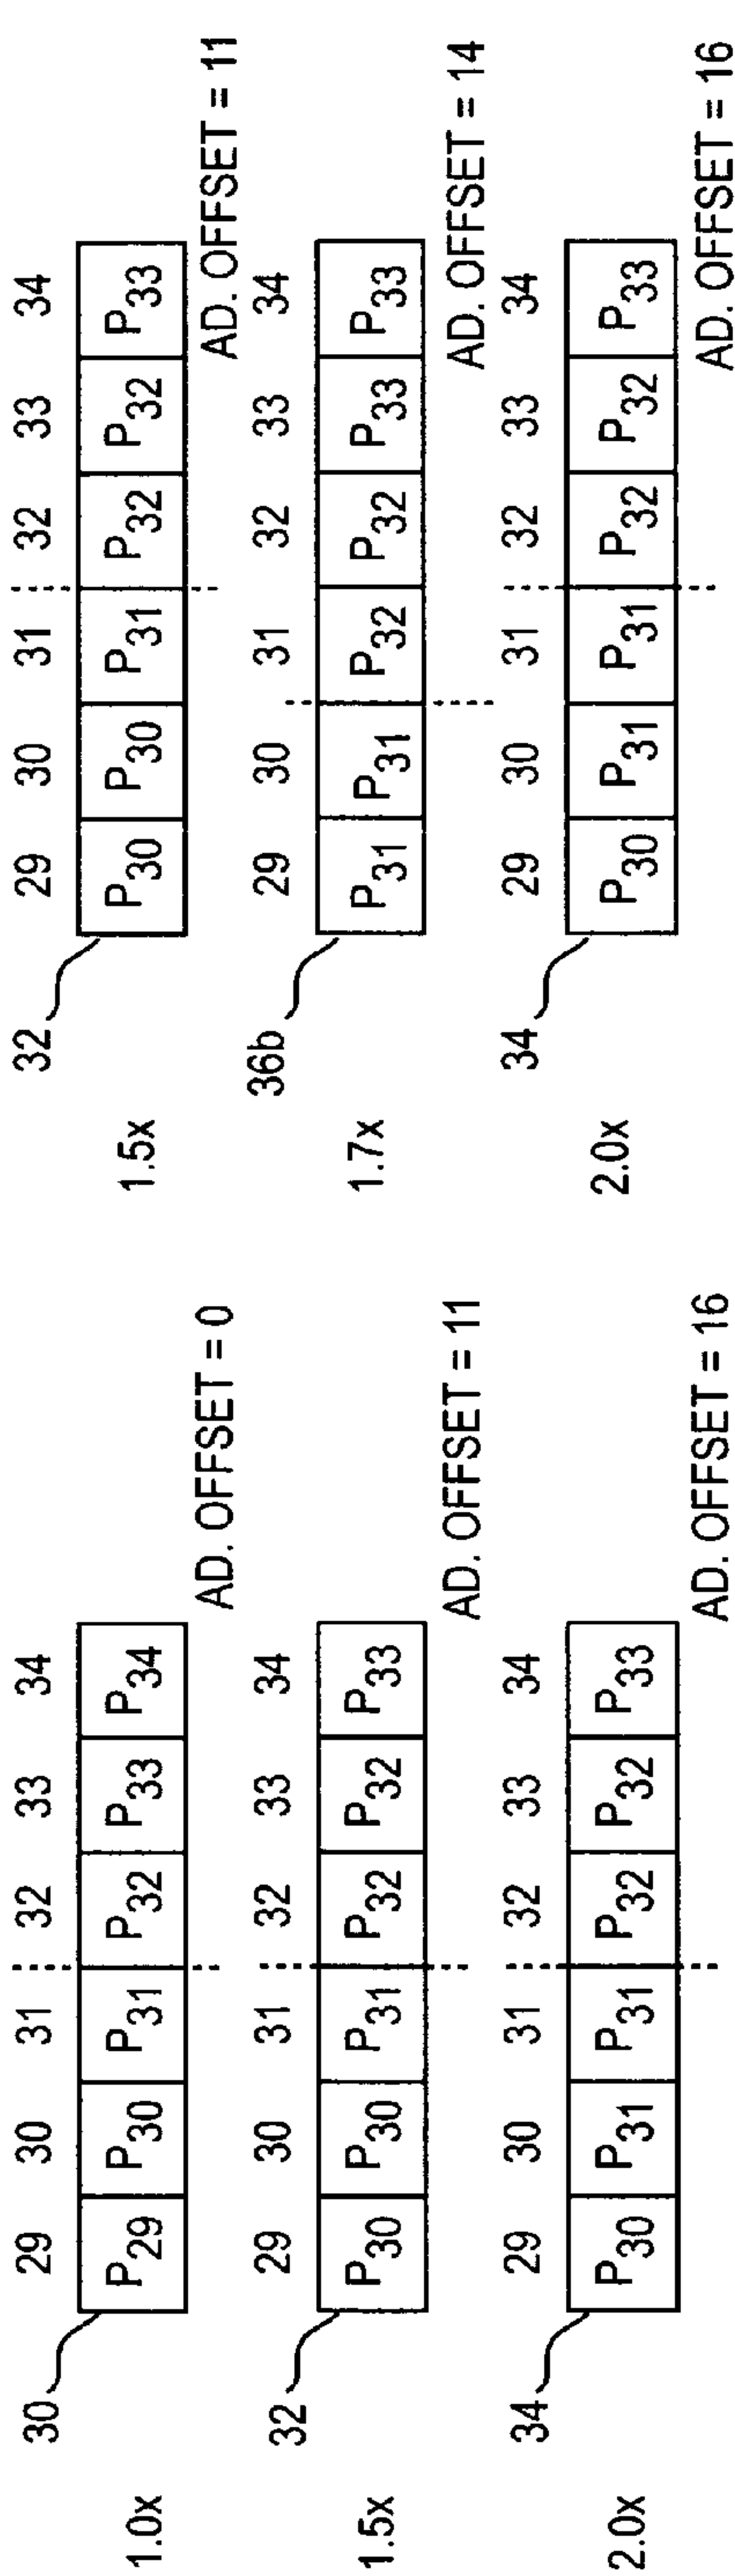 29 30 31 32 33 34
30
1.0x P29 P30 P31 P32 P33 P34
AD. OFFSET = 0
29 30 31 32 33 34
32
1.5x P30 P30 P31 P32 P32 P33
AD. OFFSET = 11
29 30 31 32 33 34
34
2.0x P30 P31 P31 P32 P32 P33
AD. OFFSET = 16
29 30 31 32 33 34
32
1.5x P30 P30 P31 P32 P32 P33
AD. OFFSET = 11
29 30 31 32 33 34
36b
1.7x P31 P31 P32 P32 P33 P33
AD. OFFSET = 14
29 30 31 32 33 34
34
2.0x P30 P31 P31 P32 P32 P33
AD. OFFSET = 16